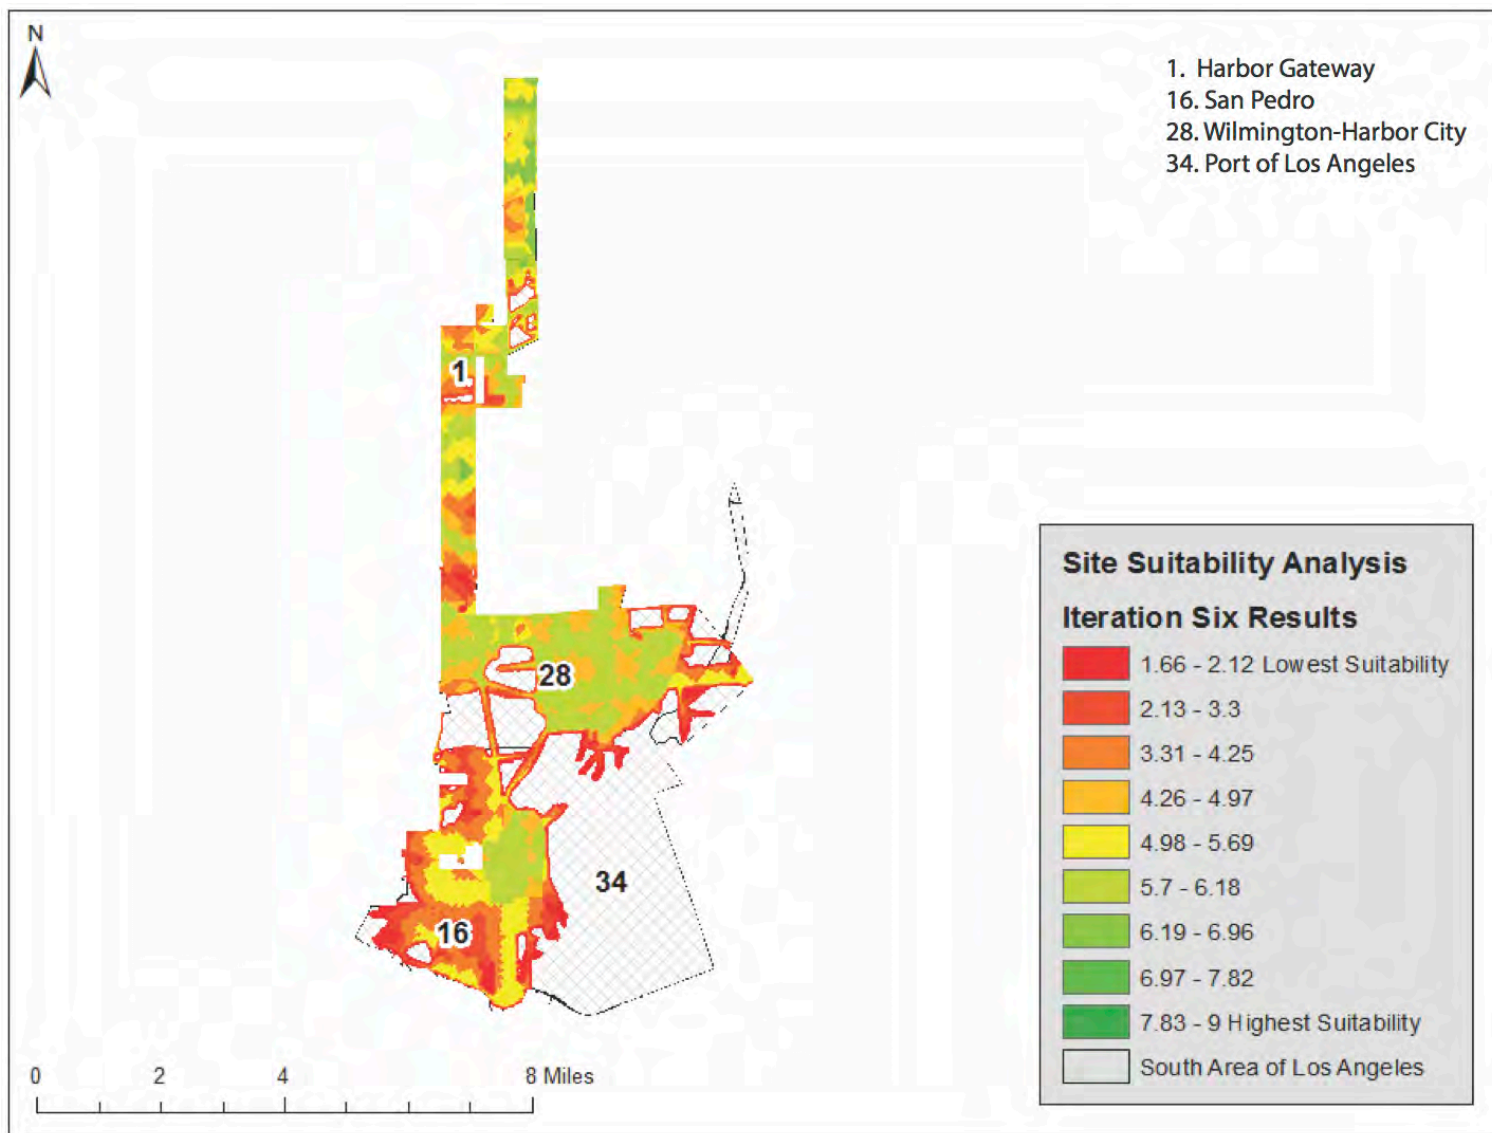 N
1. Harbor Gateway
16. San Pedro
28. Wilmington-Harbor City
34. Port of Los Angeles
1
28
34
16
Site Suitability Analysis
Iteration Six Results
1.66 - 2.12 Lowest Suitability
2.13 - 3.3
3.31 - 4.25
4.26 - 4.97
4.98 - 5.69
5.7 - 6.18
6.19 - 6.96
6.97 - 7.82
7.83 - 9 Highest Suitability
South Area of Los Angeles
0 2 4 8 Miles